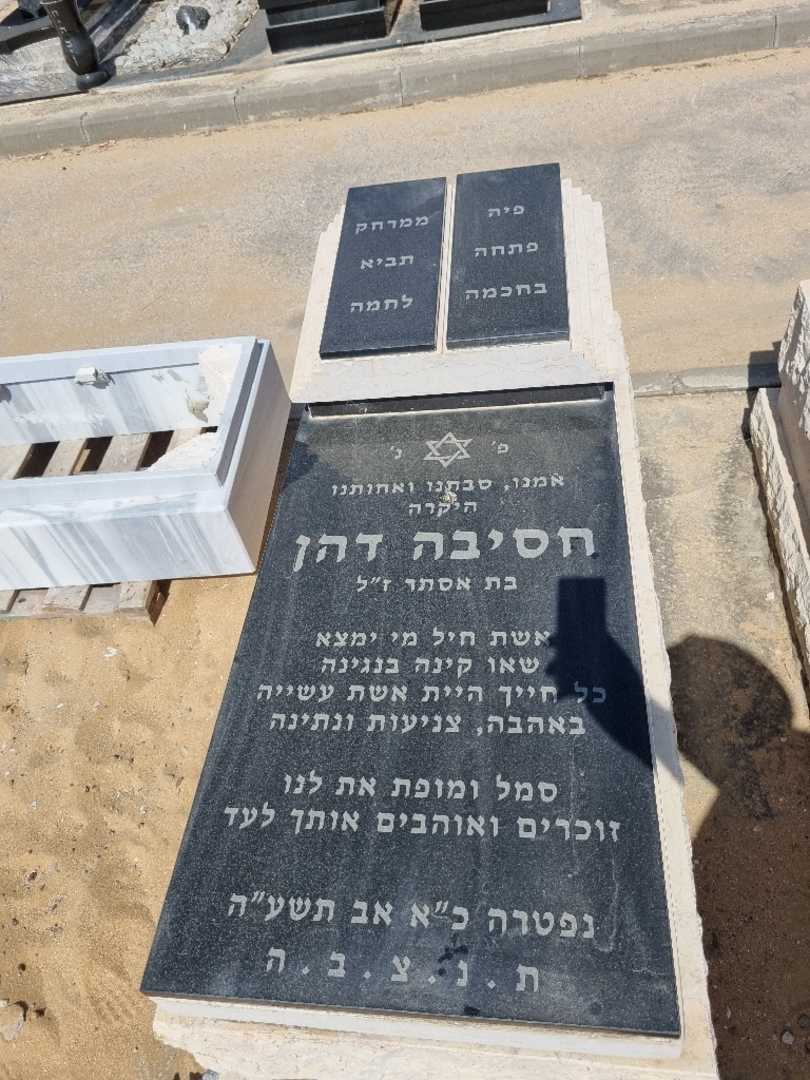 פיה
פתחה
בחכמה
ממרחק
תביא
לחמה
פ' נ'
אמנו, סבתנו ואחותנו
היקרה
חסיבה דהן
בת אסתר ז"ל
אשת חיל מי ימצא
שאו קינה בנגינה
כל חייך היית אשת עשייה
באהבה, צניעות ונתינה
סמל ומופת את לנו
זוכרים ואוהבים אותך לעד
נפטרה כ"א אב תשע"ה
ת . נ . צ . ב . ה